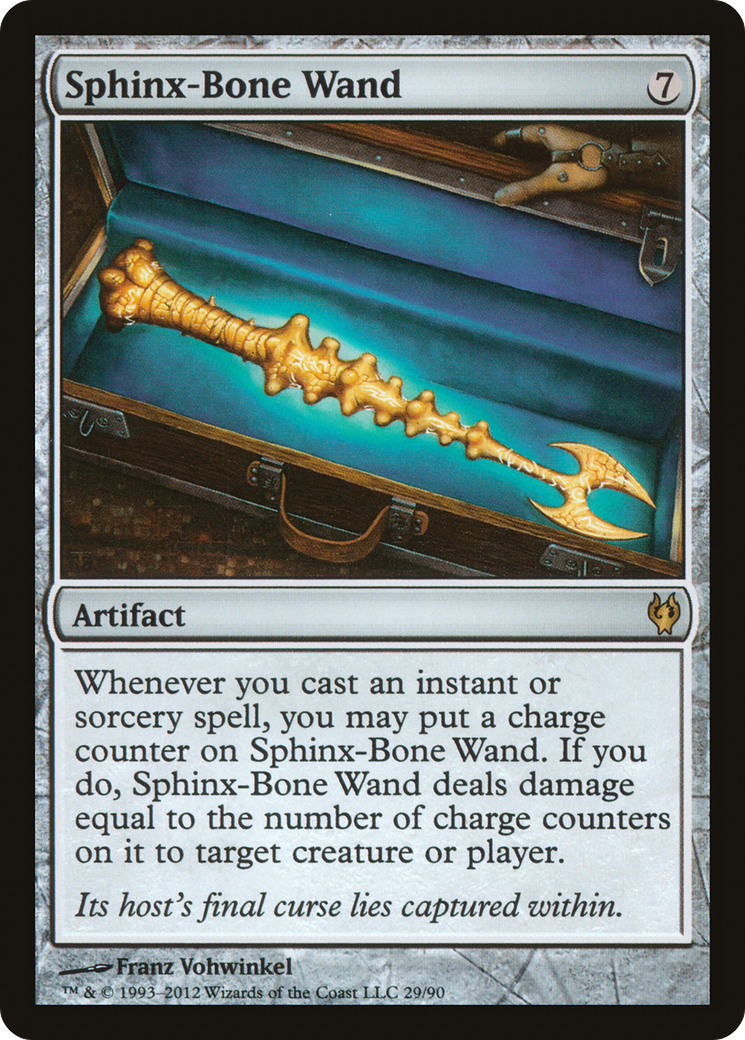 Sphinx-Bone Wand 7
Artifact
Whenever you cast an instant or
sorcery spell, you may put a charge
counter on Sphinx-Bone Wand. If you
do, Sphinx-Bone Wand deals damage
equal to the number of charge counters
on it to target creature or player.
Its host's final curse lies captured within.
Franz Vohwinkel
™ & © 1993–2012 Wizards of the Coast LLC 29/90